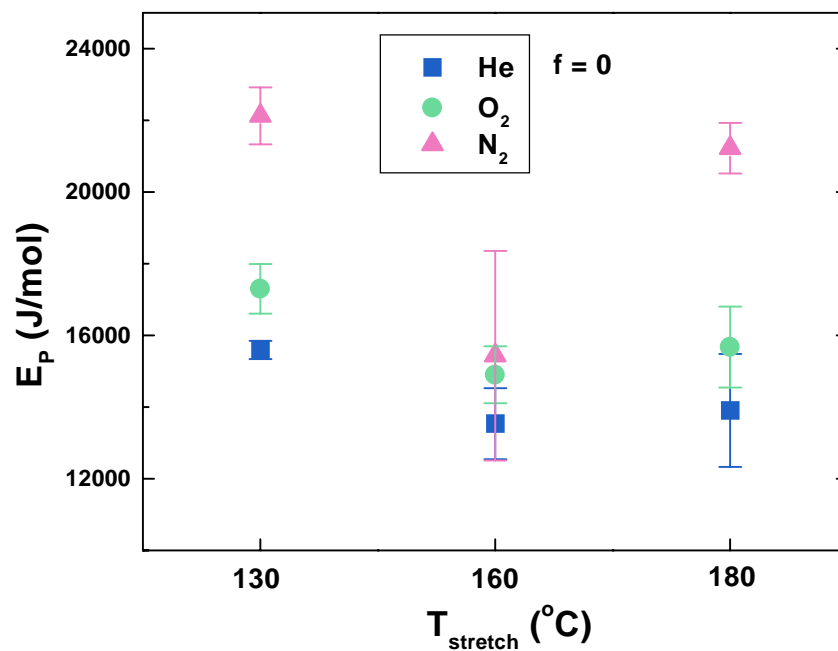 24000
20000
16000
12000
E_P (J/mol)
He
O₂
N₂
f = 0
130
160
180
T_stretch (°C)